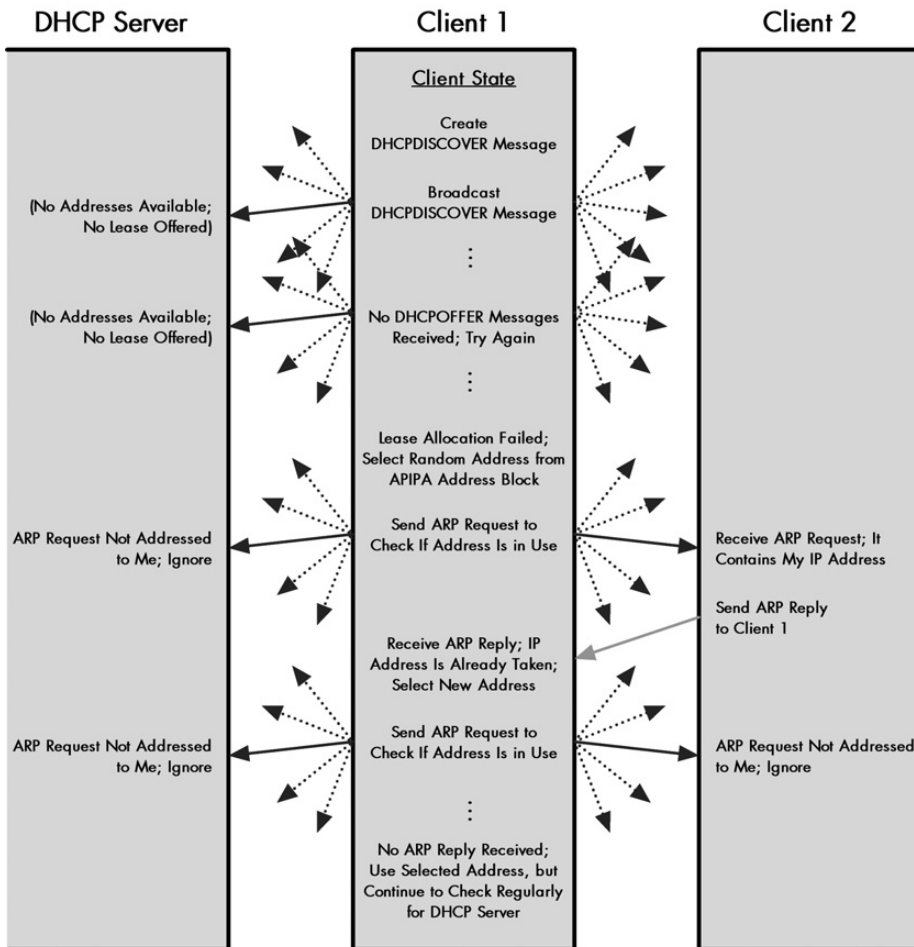 DHCP Server
Client 1
Client 2
Client State
Create
DHCPDISCOVER Message
(No Addresses Available;
No Lease Offered)
Broadcast
DHCPDISCOVER Message
⋮
(No Addresses Available;
No Lease Offered)
No DHCPOFFER Messages
Received; Try Again
⋮
Lease Allocation Failed;
Select Random Address from
APIPA Address Block
ARP Request Not Addressed
to Me; Ignore
Send ARP Request to
Check If Address Is in Use
Receive ARP Request; It
Contains My IP Address
Send ARP Reply
to Client 1
Receive ARP Reply; IP
Address Is Already Taken;
Select New Address
ARP Request Not Addressed
to Me; Ignore
Send ARP Request to
Check If Address Is in Use
ARP Request Not Addressed
to Me; Ignore
⋮
No ARP Reply Received;
Use Selected Address, but
Continue to Check Regularly
for DHCP Server